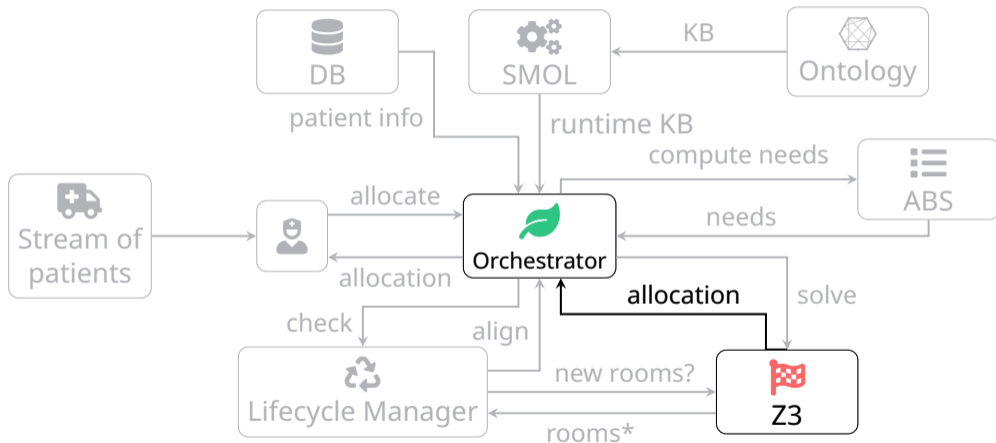 DB
SMOL
KB
Ontology
patient info
runtime KB
compute needs
ABS
Stream of
patients
allocate
needs
Orchestrator
allocation
allocation
solve
check
align
Lifecycle Manager
new rooms?
Z3
rooms*